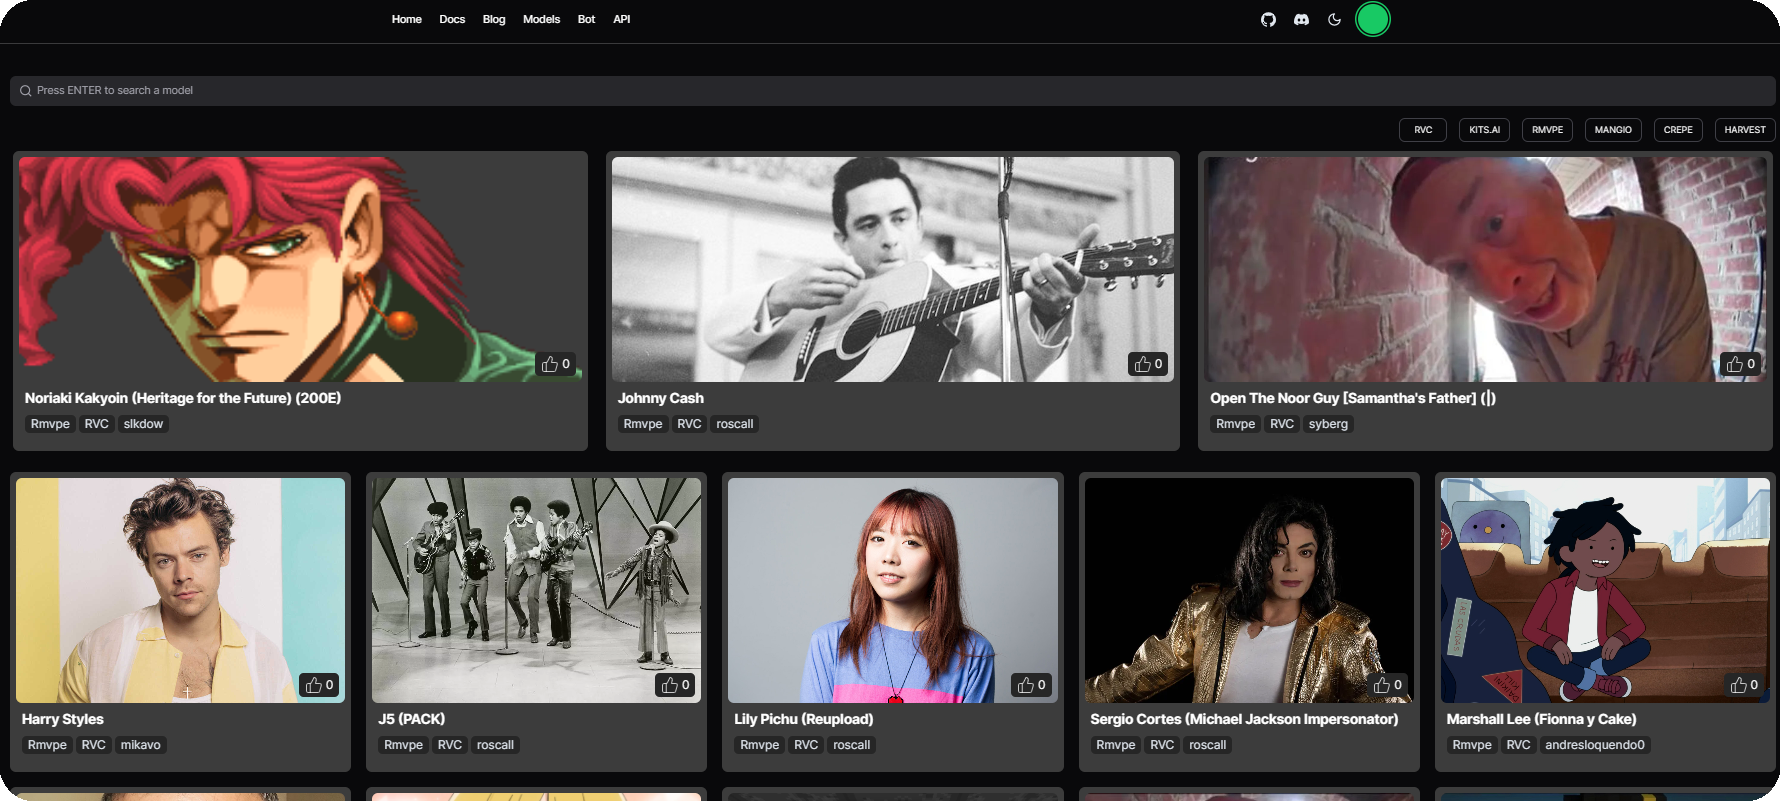 Home Docs Blog Models Bot API
Press ENTER to search a model
RVC KITS.AI RMVPE MANGIO CREPE HARVEST
0 0 0
Noriaki Kakyoin (Heritage for the Future) (200E)
Rmvpe RVC slkdow
Johnny Cash
Rmvpe RVC roscall
Open The Noor Guy [Samantha's Father] (|)
Rmvpe RVC syberg
0 0 0 0 0
Harry Styles
Rmvpe RVC mikavo
J5 (PACK)
Rmvpe RVC roscall
Lily Pichu (Reupload)
Rmvpe RVC roscall
Sergio Cortes (Michael Jackson Impersonator)
Rmvpe RVC roscall
Marshall Lee (Fionna y Cake)
Rmvpe RVC andresloquendo0